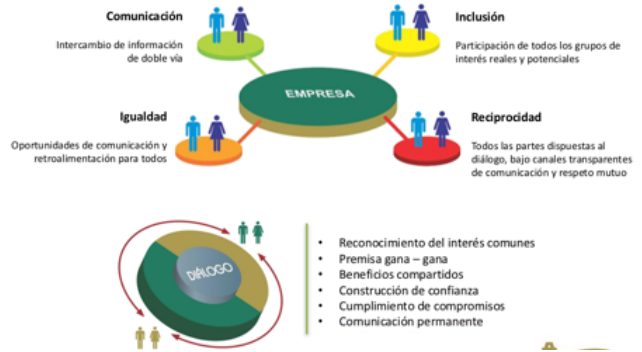 Comunicación
Intercambio de información
de doble vía
Inclusión
Participación de todos los grupos de
interés reales y potenciales
EMPRESA
Igualdad
Oportunidades de comunicación y
retroalimentación para todos
Reciprocidad
Todos las partes dispuestas al
diálogo, bajo canales transparentes
de comunicación y respeto mutuo
DIÁLOGO
• Reconocimiento del interés comunes
• Premisa gana – gana
• Beneficios compartidos
• Construcción de confianza
• Cumplimiento de compromisos
• Comunicación permanente